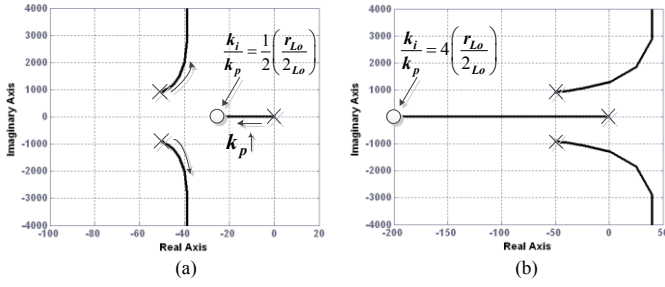 4000
3000
2000
1000
0
-1000
-2000
-3000
-4000
Imaginary Axis
-100 -80 -60 -40 -20 0 20
Real Axis
k_i/k_p = 1/2 (r_Lo/2_Lo)
k_p↑
(a)
4000
3000
2000
1000
0
-1000
-2000
-3000
-4000
Imaginary Axis
-200 -150 -100 -50 0 50
Real Axis
k_i/k_p = 4 (r_Lo/2_Lo)
(b)